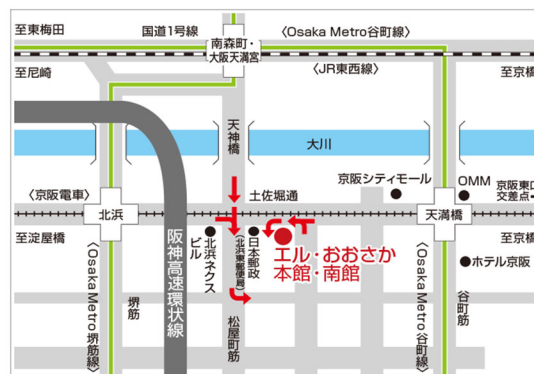 至東梅田
国道1号線
〈Osaka Metro谷町線〉
南森町・
大阪天満宮
〈JR東西線〉
至尼崎
至京橋
天神橋
大川
京阪シティモール
OMM
京阪東口
交差点
〈京阪電車〉
土佐堀通
北浜
天満橋
至淀屋橋
至京橋
北浜ネクス
ビル
日本郵政
(北浜東郵便局)
エル・おおさか
本館・南館
ホテル京阪
阪神高速環状線
〈Osaka Metro堺筋線〉
堺筋
松屋町筋
〈Osaka Metro谷町線〉
谷町筋